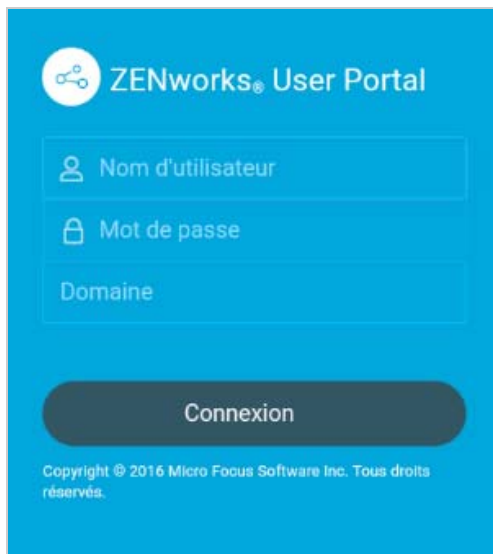 ZENworks® User Portal
Nom d'utilisateur
Mot de passe
Domaine
Connexion
Copyright © 2016 Micro Focus Software Inc. Tous droits
réservés.